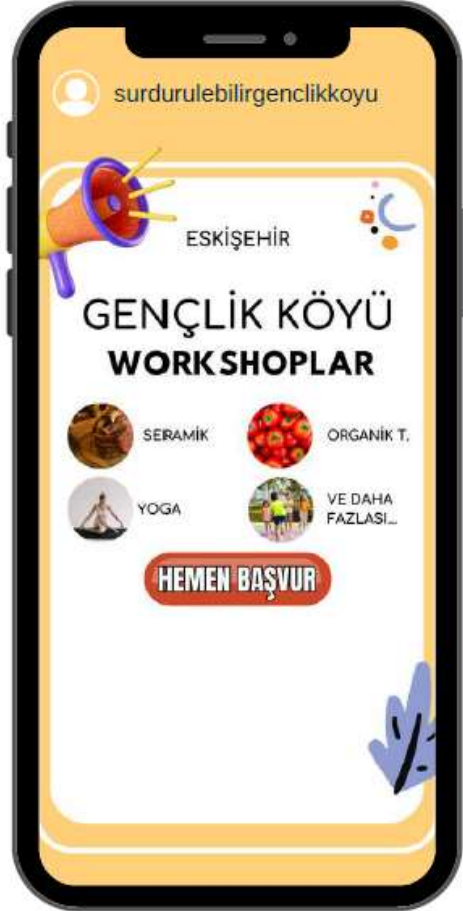 surdurulebilirgenclikkoyu
ESKİŞEHİR
GENÇLİK KÖYÜ
WORKSHOPLAR
SERAMİK
ORGANİK T.
YOGA
VE DAHA
FAZLASI...
HEMEN BAŞVUR